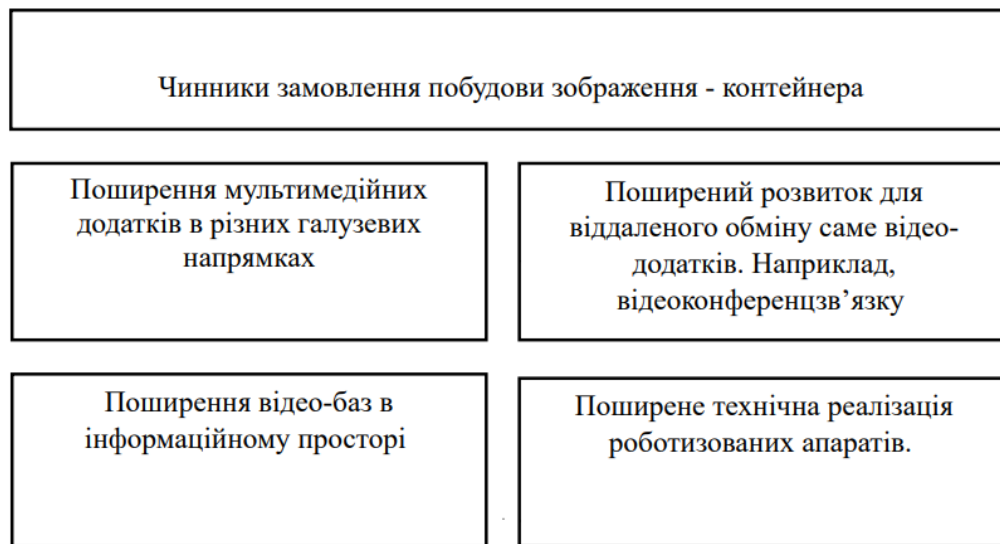 Чинники замовлення побудови зображення - контейнера
Поширення мультимедійних
додатків в різних галузевих
напрямках
Поширений розвиток для
віддаленого обміну саме відео-
додатків. Наприклад,
відеоконференцзв’язку
Поширення відео-баз в
інформаційному просторі
Поширене технічна реалізація
роботизованих апаратів.